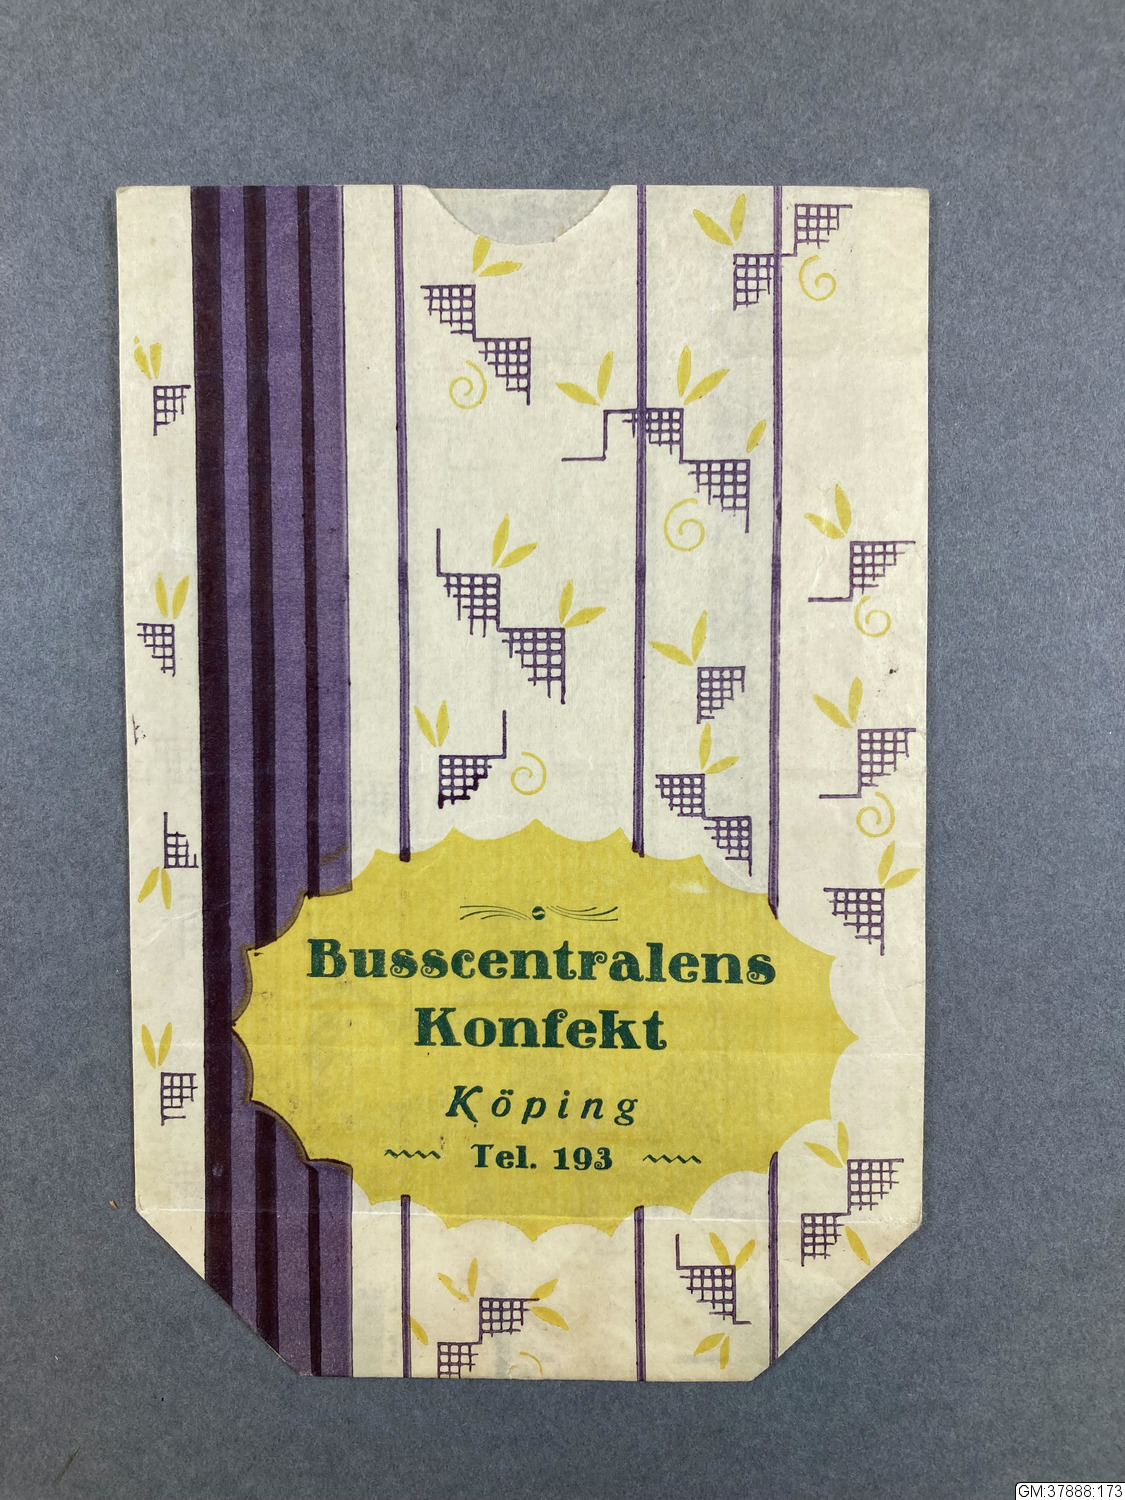 Busscentralens
Konfekt
Köping
Tel. 193
GM:37888:173